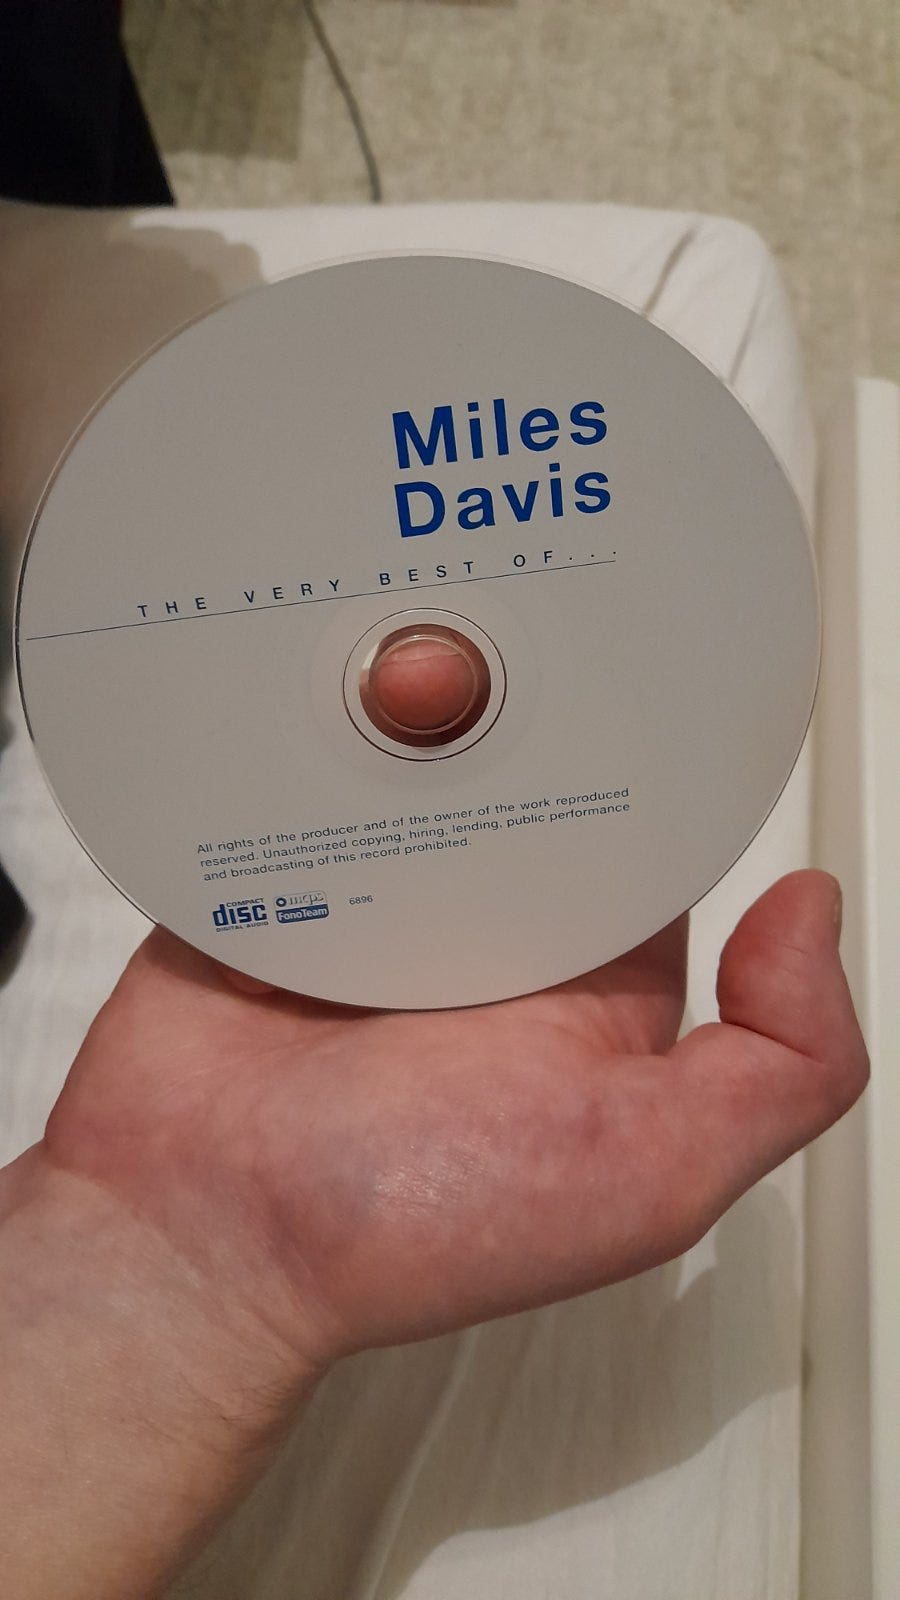 Miles
Davis
THE VERY BEST OF...
All rights of the producer and of the owner of the work reproduced
reserved. Unauthorized copying, hiring, lending, public performance
and broadcasting of this record prohibited.
COMPACT
disc
DIGITAL AUDIO
mcps
FonoTeam
6896